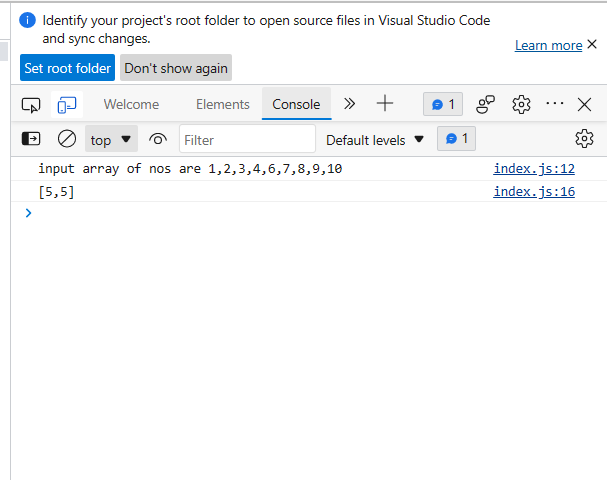 Identify your project's root folder to open source files in Visual Studio Code
and sync changes.
Learn more
Set root folder Don't show again
Welcome Elements Console 1
top Filter Default levels 1
input array of nos are 1,2,3,4,6,7,8,9,10 index.js:12
[5,5] index.js:16